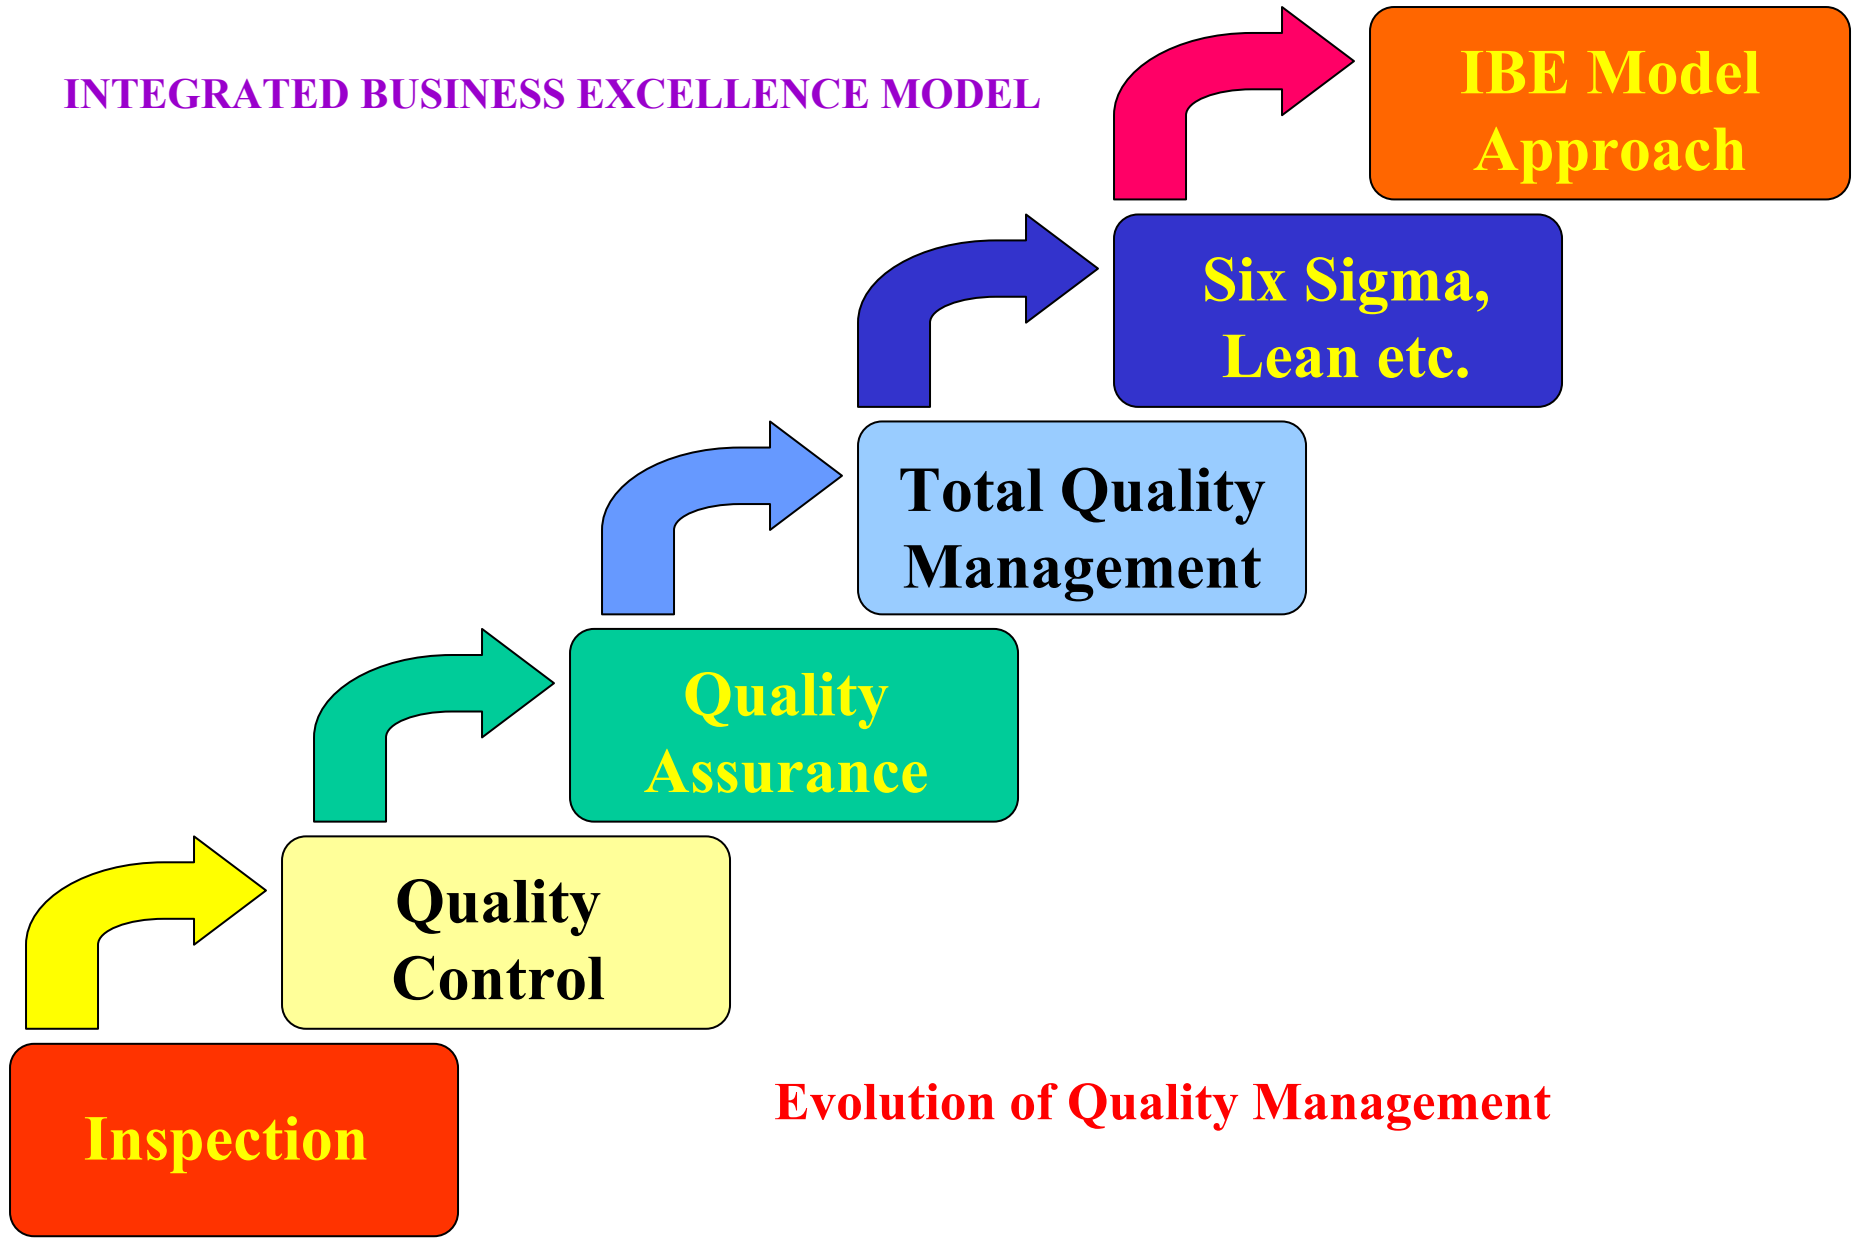 INTEGRATED BUSINESS EXCELLENCE MODEL
IBE Model
Approach
Six Sigma,
Lean etc.
Total Quality
Management
Quality
Assurance
Quality
Control
Inspection
Evolution of Quality Management